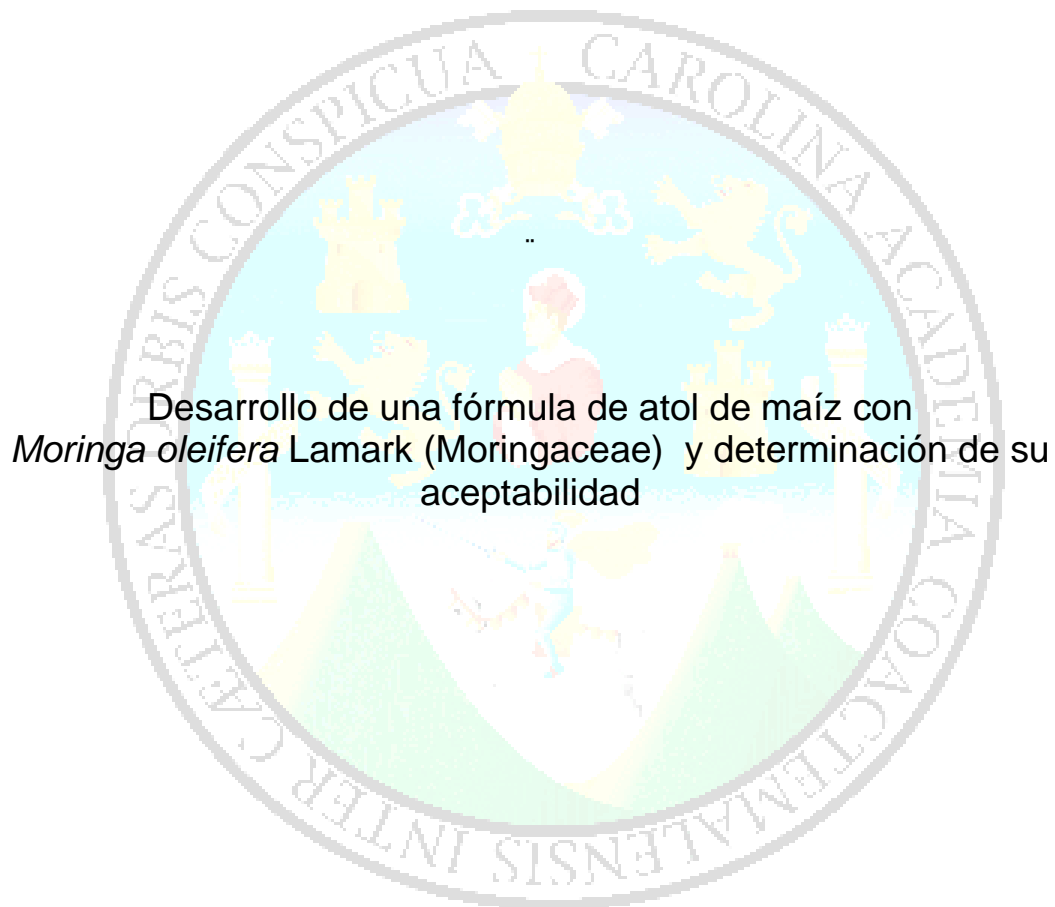 CAROLINA ACADEMIA COACTEMALENSIS INTER CÆTERAS ORBIS CONSPICUA
¨
Desarrollo de una fórmula de atol de maíz con
Moringa oleifera Lamark (Moringaceae) y determinación de su
aceptabilidad